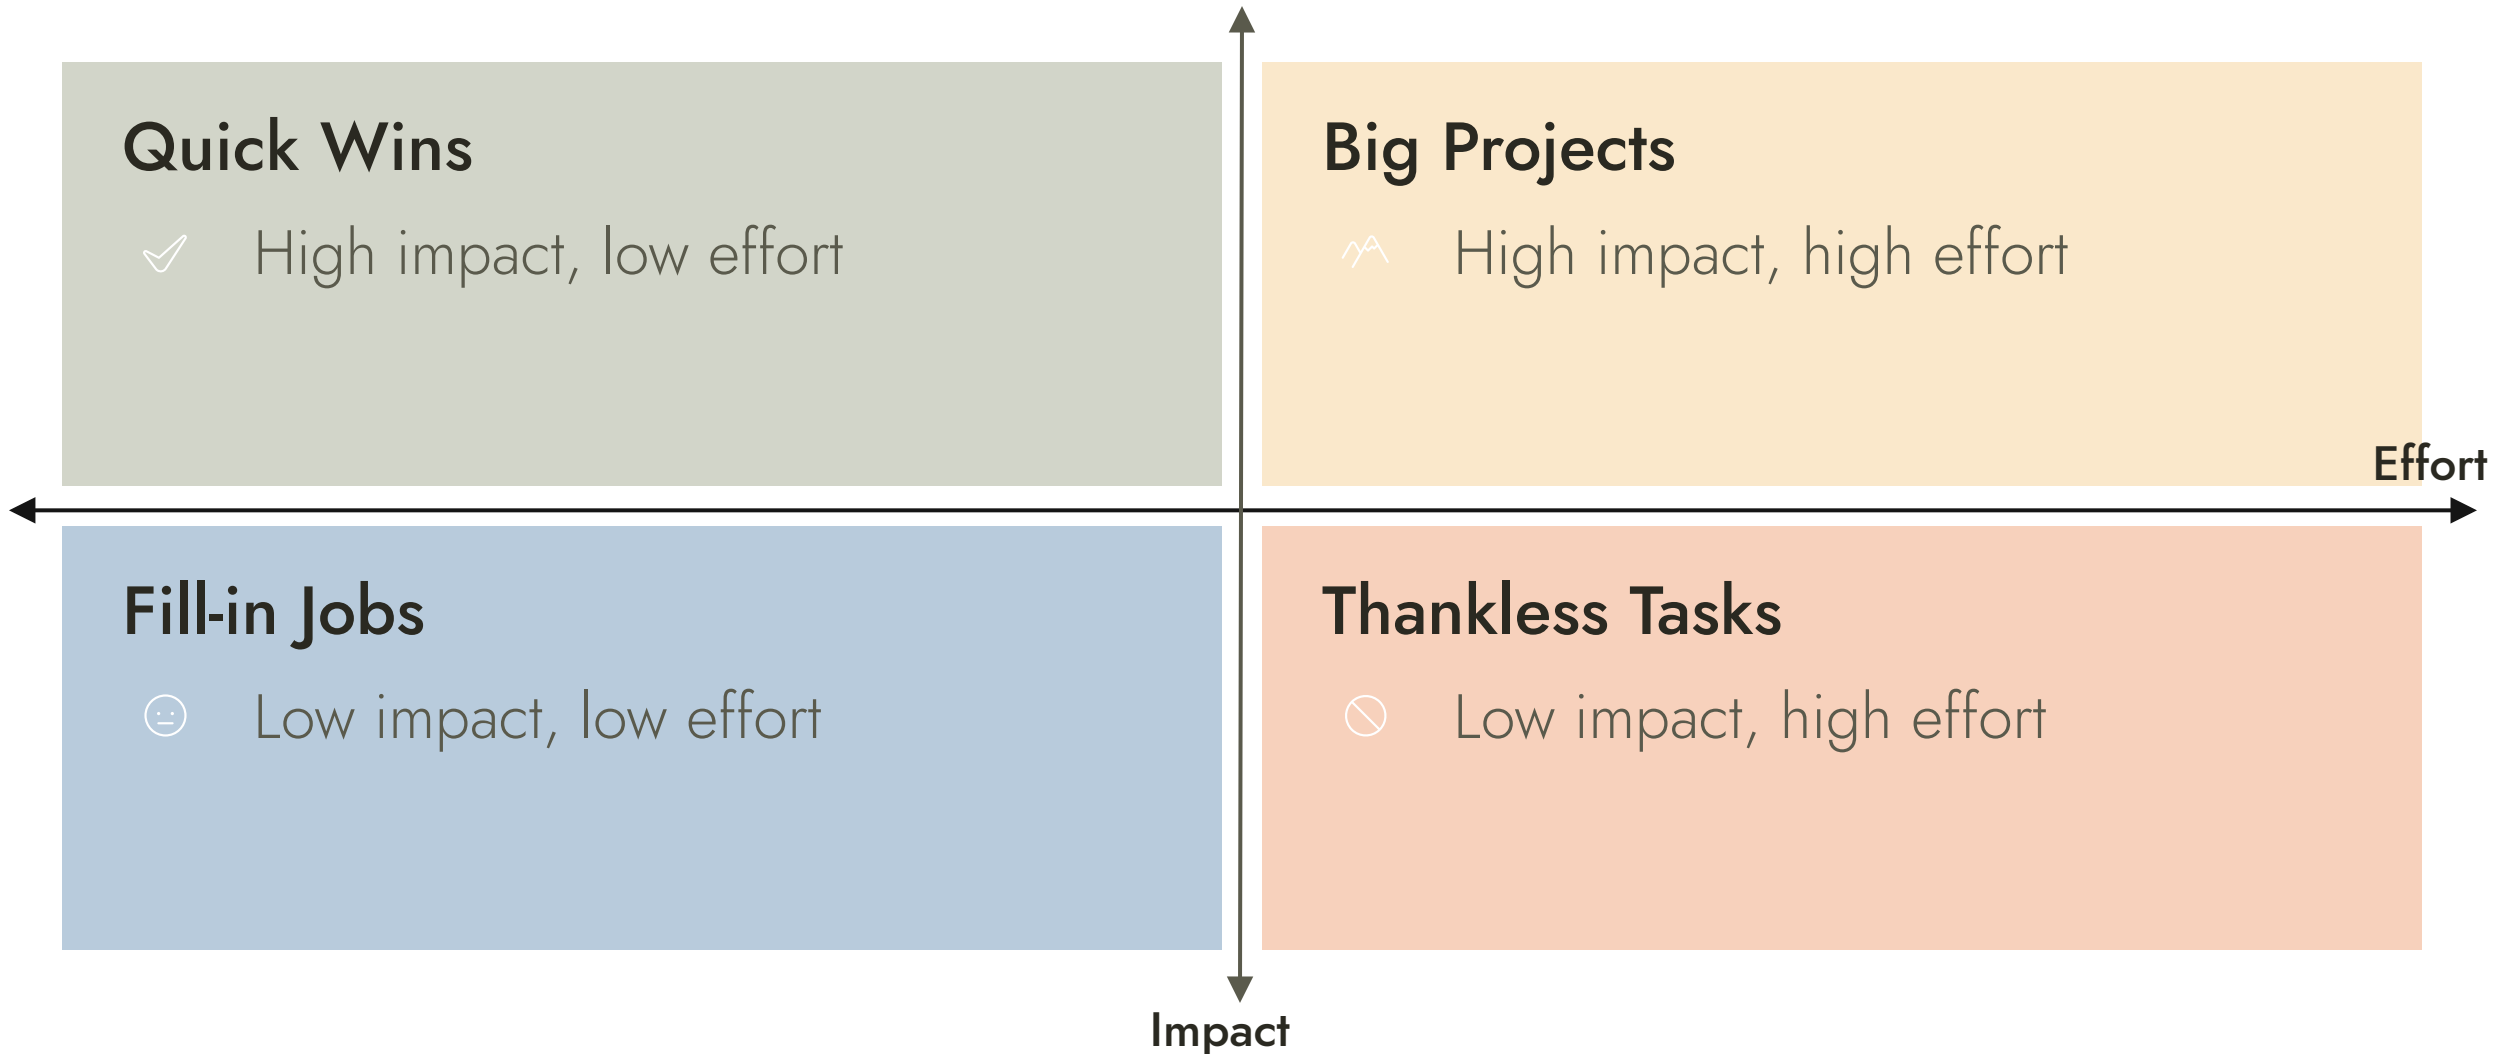 Quick Wins
High impact, low effort
Big Projects
High impact, high effort
Effort
Fill-in Jobs
Low impact, low effort
Thankless Tasks
Low impact, high effort
Impact